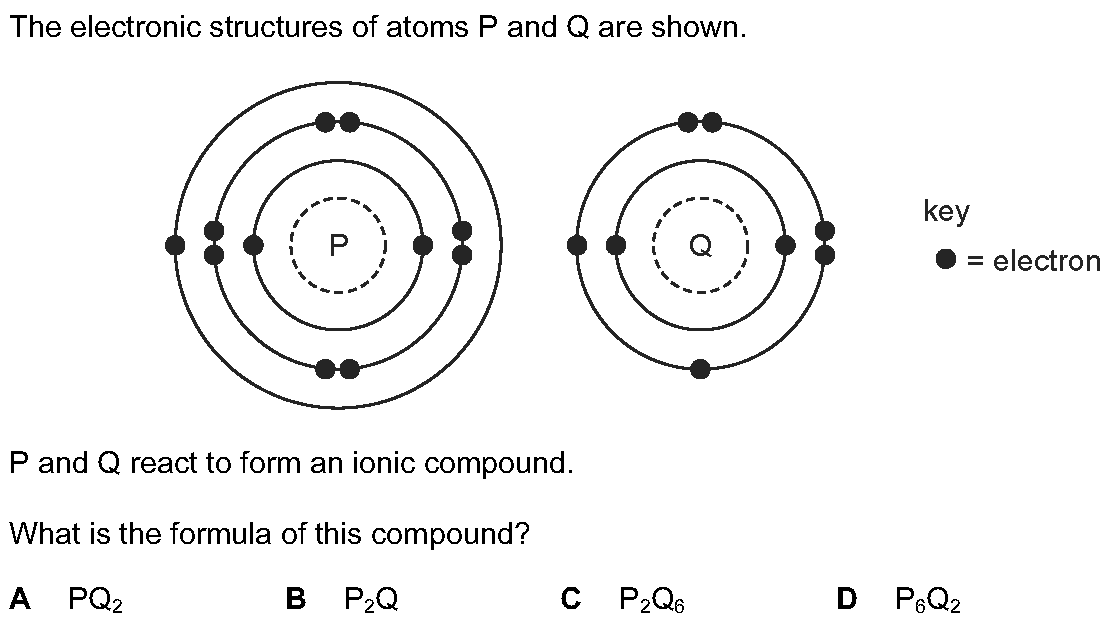 The electronic structures of atoms P and Q are shown.
P
Q
key
= electron
P and Q react to form an ionic compound.
What is the formula of this compound?
A PQ₂ B P₂Q C P₂Q₆ D P₆Q₂